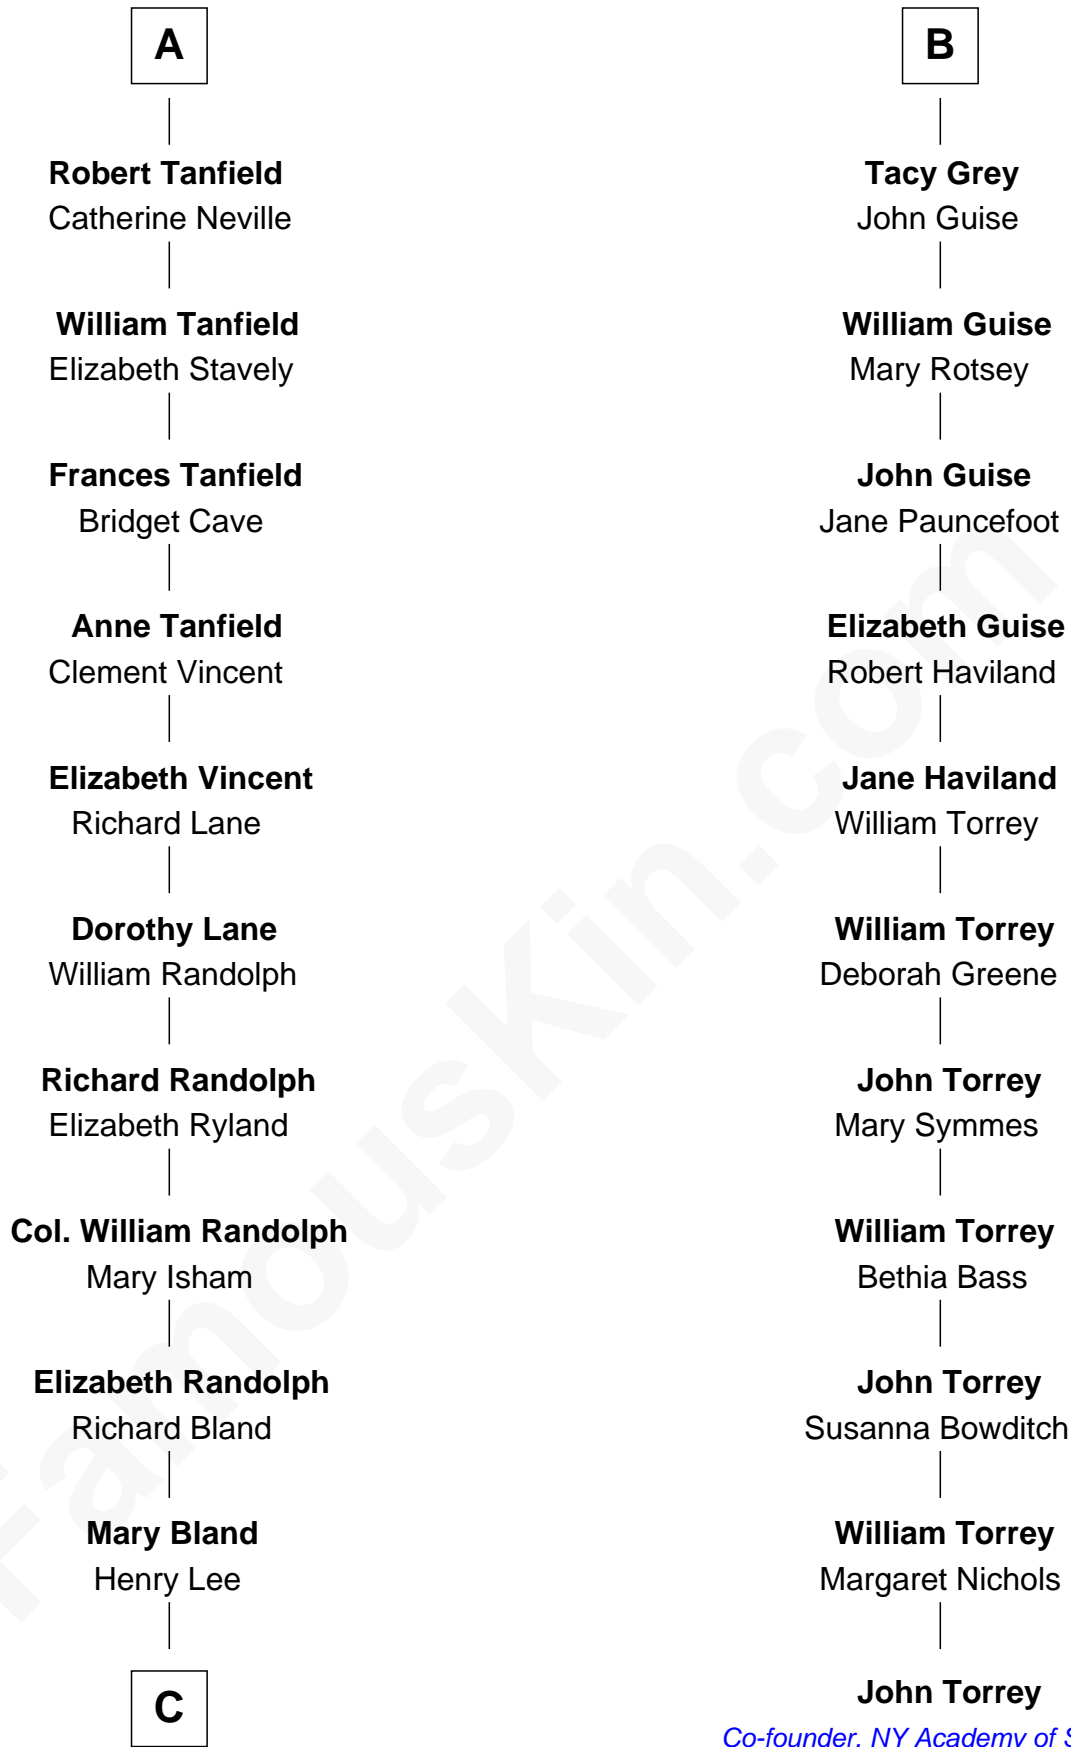 A
Robert Tanfield
Catherine Neville
William Tanfield
Elizabeth Stavely
Frances Tanfield
Bridget Cave
Anne Tanfield
Clement Vincent
Elizabeth Vincent
Richard Lane
Dorothy Lane
William Randolph
Richard Randolph
Elizabeth Ryland
Col. William Randolph
Mary Isham
Elizabeth Randolph
Richard Bland
Mary Bland
Henry Lee
C
B
Tacy Grey
John Guise
William Guise
Mary Rotsey
John Guise
Jane Pauncefoot
Elizabeth Guise
Robert Haviland
Jane Haviland
William Torrey
William Torrey
Deborah Greene
John Torrey
Mary Symmes
William Torrey
Bethia Bass
John Torrey
Susanna Bowditch
William Torrey
Margaret Nichols
John Torrey
Co-founder, NY Academy of S
FamousKin.com